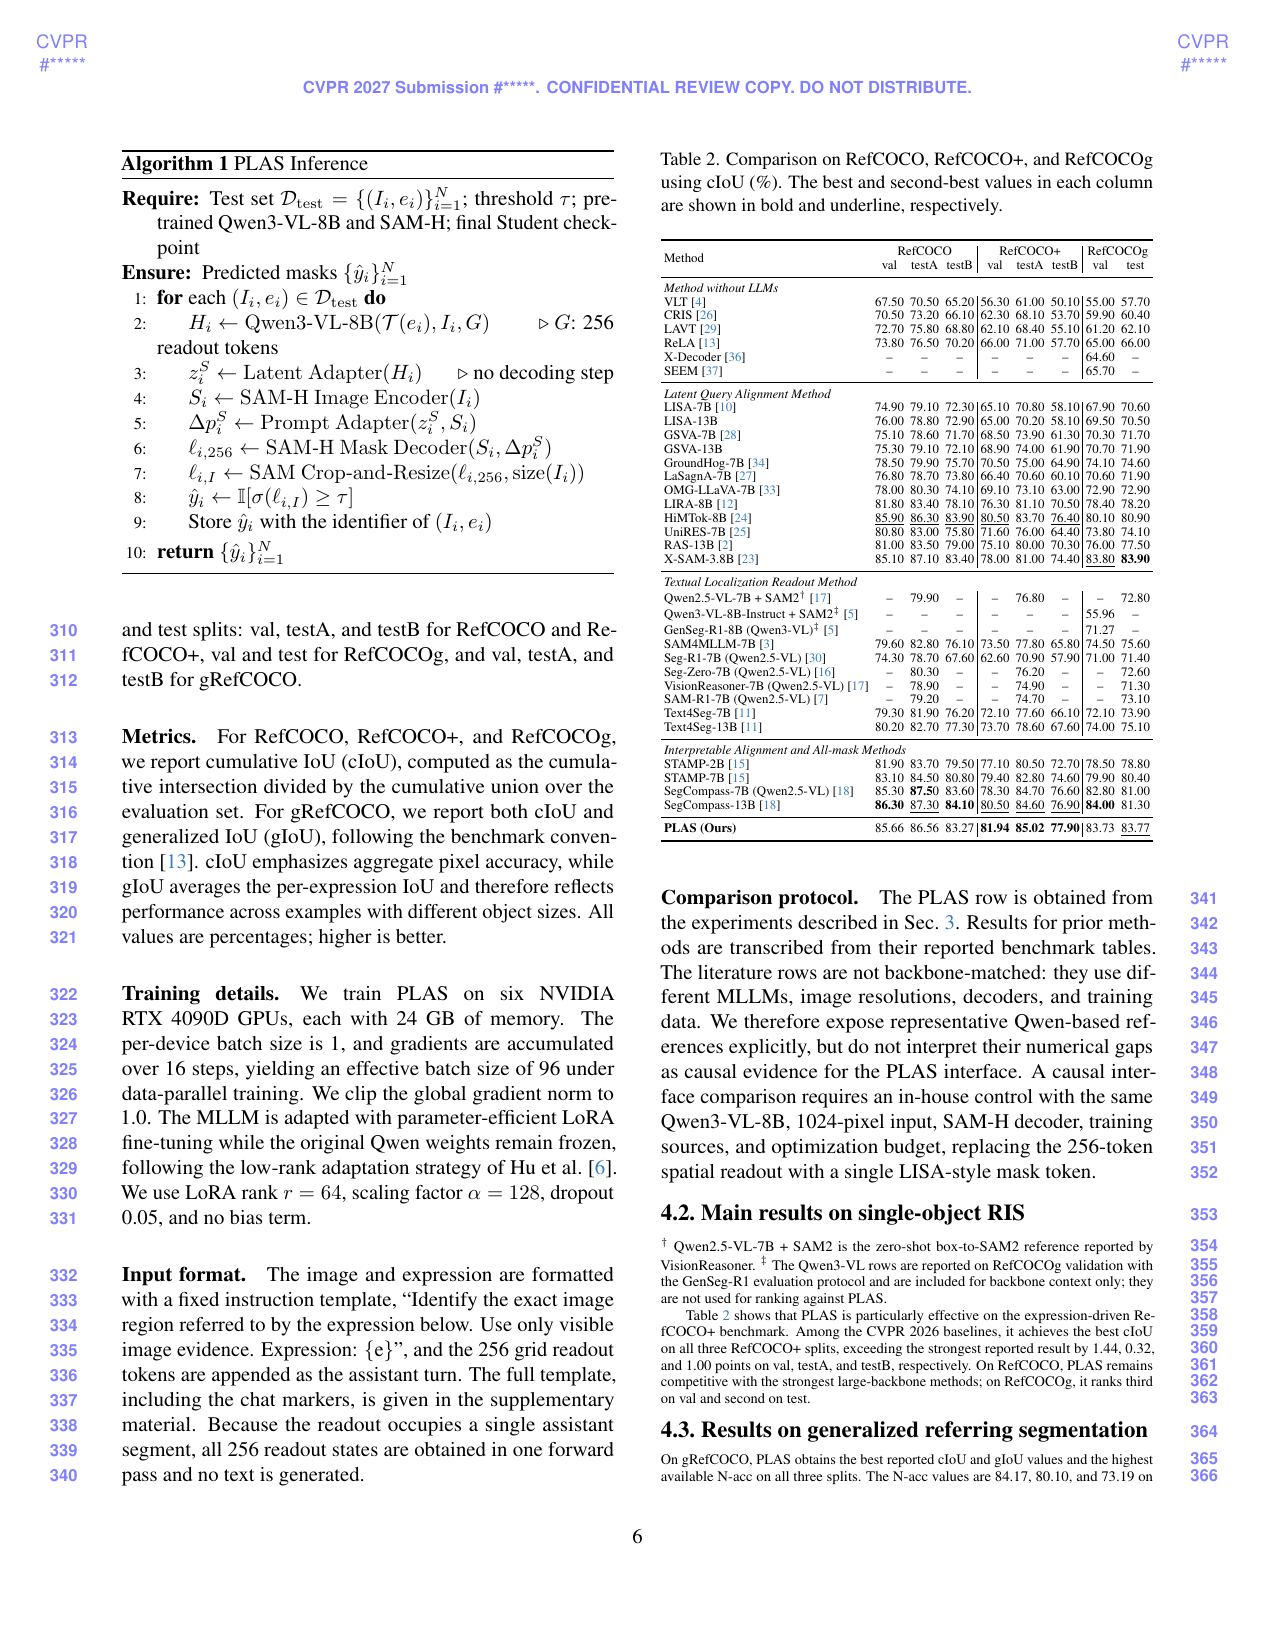 CVPR
#*****
CVPR
#*****
CVPR 2027 Submission #*****. CONFIDENTIAL REVIEW COPY. DO NOT DISTRIBUTE.
Algorithm 1 PLAS Inference
Require: Test set 𝒟_test = {(I_i, e_i)}_{i=1}^N; threshold τ; pre-
trained Qwen3-VL-8B and SAM-H; final Student check-
point
Ensure: Predicted masks {ŷ_i}_{i=1}^N
1: for each (I_i, e_i) ∈ 𝒟_test do
2: H_i ← Qwen3-VL-8B(𝒯(e_i), I_i, G) ▷ G: 256
readout tokens
3: z_i^S ← Latent Adapter(H_i) ▷ no decoding step
4: S_i ← SAM-H Image Encoder(I_i)
5: Δp_i^S ← Prompt Adapter(z_i^S, S_i)
6: ℓ_{i,256} ← SAM-H Mask Decoder(S_i, Δp_i^S)
7: ℓ_{i,I} ← SAM Crop-and-Resize(ℓ_{i,256}, size(I_i))
8: ŷ_i ← 𝕀[σ(ℓ_{i,I}) ≥ τ]
9: Store ŷ_i with the identifier of (I_i, e_i)
10: return {ŷ_i}_{i=1}^N
310 and test splits: val, testA, and testB for RefCOCO and Re-
311 fCOCO+, val and test for RefCOCOg, and val, testA, and
312 testB for gRefCOCO.
313 Metrics. For RefCOCO, RefCOCO+, and RefCOCOg,
314 we report cumulative IoU (cIoU), computed as the cumula-
315 tive intersection divided by the cumulative union over the
316 evaluation set. For gRefCOCO, we report both cIoU and
317 generalized IoU (gIoU), following the benchmark conven-
318 tion [13]. cIoU emphasizes aggregate pixel accuracy, while
319 gIoU averages the per-expression IoU and therefore reflects
320 performance across examples with different object sizes. All
321 values are percentages; higher is better.
322 Training details. We train PLAS on six NVIDIA
323 RTX 4090D GPUs, each with 24 GB of memory. The
324 per-device batch size is 1, and gradients are accumulated
325 over 16 steps, yielding an effective batch size of 96 under
326 data-parallel training. We clip the global gradient norm to
327 1.0. The MLLM is adapted with parameter-efficient LoRA
328 fine-tuning while the original Qwen weights remain frozen,
329 following the low-rank adaptation strategy of Hu et al. [6].
330 We use LoRA rank r = 64, scaling factor α = 128, dropout
331 0.05, and no bias term.
332 Input format. The image and expression are formatted
333 with a fixed instruction template, “Identify the exact image
334 region referred to by the expression below. Use only visible
335 image evidence. Expression: {e}”, and the 256 grid readout
336 tokens are appended as the assistant turn. The full template,
337 including the chat markers, is given in the supplementary
338 material. Because the readout occupies a single assistant
339 segment, all 256 readout states are obtained in one forward
340 pass and no text is generated.
Table 2. Comparison on RefCOCO, RefCOCO+, and RefCOCOg
using cIoU (%). The best and second-best values in each column
are shown in bold and underline, respectively.
Method RefCOCO RefCOCO+ RefCOCOg
val testA testB val testA testB val test
Method without LLMs
VLT [4] 67.50 70.50 65.20 56.30 61.00 50.10 55.00 57.70
CRIS [26] 70.50 73.20 66.10 62.30 68.10 53.70 59.90 60.40
LAVT [29] 72.70 75.80 68.80 62.10 68.40 55.10 61.20 62.10
ReLA [13] 73.80 76.50 70.20 66.00 71.00 57.70 65.00 66.00
X-Decoder [36] – – – – – – 64.60 –
SEEM [37] – – – – – – 65.70 –
Latent Query Alignment Method
LISA-7B [10] 74.90 79.10 72.30 65.10 70.80 58.10 67.90 70.60
LISA-13B 76.00 78.80 72.90 65.00 70.20 58.10 69.50 70.50
GSVA-7B [28] 75.10 78.60 71.70 68.50 73.90 61.30 70.30 71.70
GSVA-13B 75.30 79.10 72.10 68.90 74.00 61.90 70.70 71.90
GroundHog-7B [34] 78.50 79.90 75.70 70.50 75.00 64.90 74.10 74.60
LaSagnA-7B [27] 76.80 78.70 73.80 66.40 70.60 60.10 70.60 71.90
OMG-LLaVA-7B [33] 78.00 80.30 74.10 69.10 73.10 63.00 72.90 72.90
LIRA-8B [12] 81.80 83.40 78.10 76.30 81.10 70.50 78.40 78.20
HiMTok-8B [24] 85.90 86.30 83.90 80.50 83.70 76.40 80.10 80.90
UniRES-7B [25] 80.80 83.00 75.80 71.60 76.00 64.40 73.80 74.10
RAS-13B [2] 81.00 83.50 79.00 75.10 80.00 70.30 76.00 77.50
X-SAM-3.8B [23] 85.10 87.10 83.40 78.00 81.00 74.40 83.80 83.90
Textual Localization Readout Method
Qwen2.5-VL-7B + SAM2† [17] – 79.90 – – 76.80 – – 72.80
Qwen3-VL-8B-Instruct + SAM2‡ [5] – – – – – – 55.96 –
GenSeg-R1-8B (Qwen3-VL)‡ [5] – – – – – – 71.27 –
SAM4MLLM-7B [3] 79.60 82.80 76.10 73.50 77.80 65.80 74.50 75.60
Seg-R1-7B (Qwen2.5-VL) [30] 74.30 78.70 67.60 62.60 70.90 57.90 71.00 71.40
Seg-Zero-7B (Qwen2.5-VL) [16] – 80.30 – – 76.20 – – 72.60
VisionReasoner-7B (Qwen2.5-VL) [17] – 78.90 – – 74.90 – – 71.30
SAM-R1-7B (Qwen2.5-VL) [7] – 79.20 – – 74.70 – – 73.10
Text4Seg-7B [11] 79.30 81.90 76.20 72.10 77.60 66.10 72.10 73.90
Text4Seg-13B [11] 80.20 82.70 77.30 73.70 78.60 67.60 74.00 75.10
Interpretable Alignment and All-mask Methods
STAMP-2B [15] 81.90 83.70 79.50 77.10 80.50 72.70 78.50 78.80
STAMP-7B [15] 83.10 84.50 80.80 79.40 82.80 74.60 79.90 80.40
SegCompass-7B (Qwen2.5-VL) [18] 85.30 87.50 83.60 78.30 84.70 76.60 82.80 81.00
SegCompass-13B [18] 86.30 87.30 84.10 80.50 84.60 76.90 84.00 81.30
PLAS (Ours) 85.66 86.56 83.27 81.94 85.02 77.90 83.73 83.77
Comparison protocol. The PLAS row is obtained from 341
the experiments described in Sec. 3. Results for prior meth- 342
ods are transcribed from their reported benchmark tables. 343
The literature rows are not backbone-matched: they use dif- 344
ferent MLLMs, image resolutions, decoders, and training 345
data. We therefore expose representative Qwen-based ref- 346
erences explicitly, but do not interpret their numerical gaps 347
as causal evidence for the PLAS interface. A causal inter- 348
face comparison requires an in-house control with the same 349
Qwen3-VL-8B, 1024-pixel input, SAM-H decoder, training 350
sources, and optimization budget, replacing the 256-token 351
spatial readout with a single LISA-style mask token. 352
4.2. Main results on single-object RIS 353
† Qwen2.5-VL-7B + SAM2 is the zero-shot box-to-SAM2 reference reported by 354
VisionReasoner. ‡ The Qwen3-VL rows are reported on RefCOCOg validation with 355
the GenSeg-R1 evaluation protocol and are included for backbone context only; they 356
are not used for ranking against PLAS. 357
Table 2 shows that PLAS is particularly effective on the expression-driven Re- 358
fCOCO+ benchmark. Among the CVPR 2026 baselines, it achieves the best cIoU 359
on all three RefCOCO+ splits, exceeding the strongest reported result by 1.44, 0.32, 360
and 1.00 points on val, testA, and testB, respectively. On RefCOCO, PLAS remains 361
competitive with the strongest large-backbone methods; on RefCOCOg, it ranks third 362
on val and second on test. 363
4.3. Results on generalized referring segmentation 364
On gRefCOCO, PLAS obtains the best reported cIoU and gIoU values and the highest 365
available N-acc on all three splits. The N-acc values are 84.17, 80.10, and 73.19 on 366
6